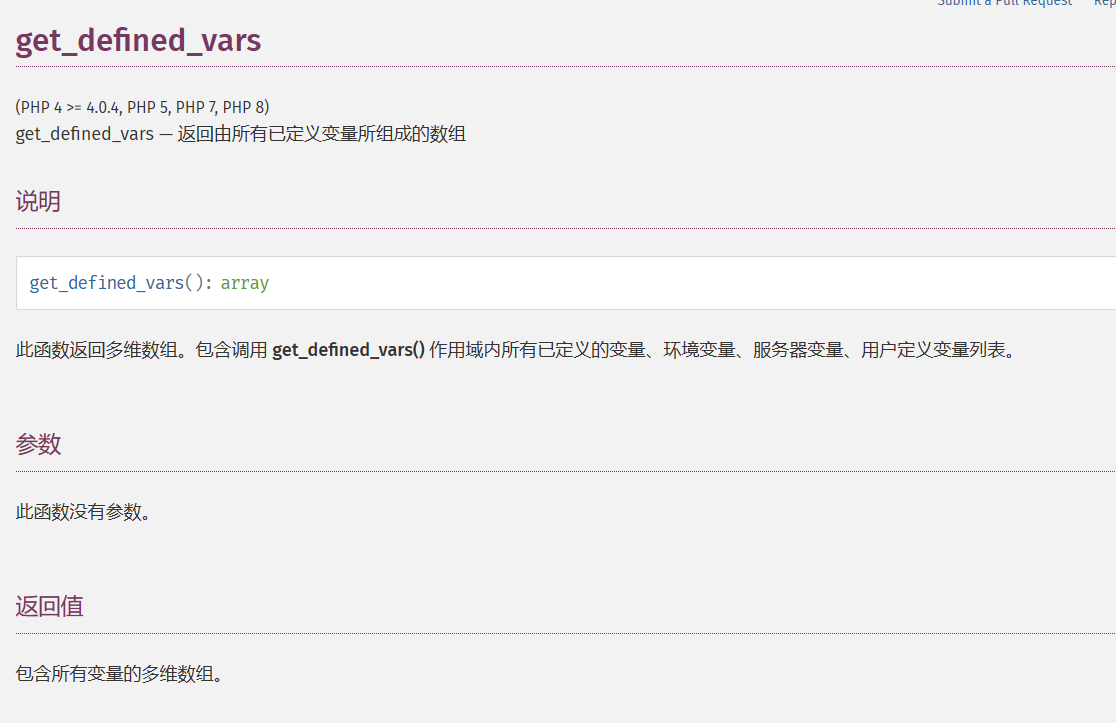 Submit a Pull Request
get_defined_vars
(PHP 4 >= 4.0.4, PHP 5, PHP 7, PHP 8)
get_defined_vars — 返回由所有已定义变量所组成的数组
说明
get_defined_vars(): array
此函数返回多维数组。包含调用 get_defined_vars() 作用域内所有已定义的变量、环境变量、服务器变量、用户定义变量列表。
参数
此函数没有参数。
返回值
包含所有变量的多维数组。